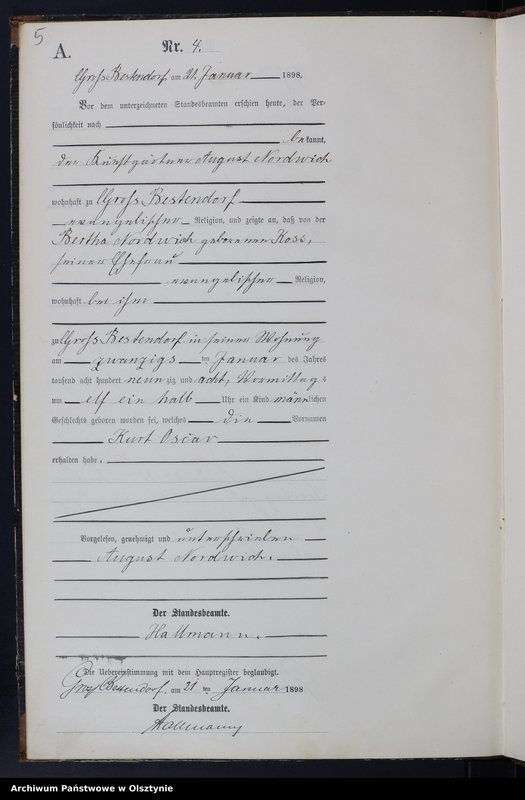 5
A.
Nr. 4.
Gross Bestendorf, am 21. Januar 1898.
Vor dem unterzeichneten Standesbeamten erschien heute, der Per-
sönlichkeit nach
bekannt,
der Kunstgärtner August Nordwich
wohnhaft zu Gross Bestendorf
evangelischer Religion, und zeigte an, daß von der
Bertha Nordwich geborenen Koss,
seiner Ehefrau
evangelischer Religion,
wohnhaft bei ihm
zu Gross Bestendorf in seiner Wohnung
am zwanzigsten Januar des Jahres
tausend acht hundert neunzig und acht, Vormittags
um elf ein halb Uhr ein Kind männlichen
Geschlechts geboren worden sei, welches die Vornamen
Kurt Oscar
erhalten habe.
Vorgelesen, genehmigt und unterschrieben
August Nordwich.
Der Standesbeamte.
Hallmann.
Die Uebereinstimmung mit dem Hauptregister beglaubigt.
Gross Bestendorf, am 21 ten Januar 1898
Der Standesbeamte.
Hallmann
Archiwum Państwowe w Olsztynie